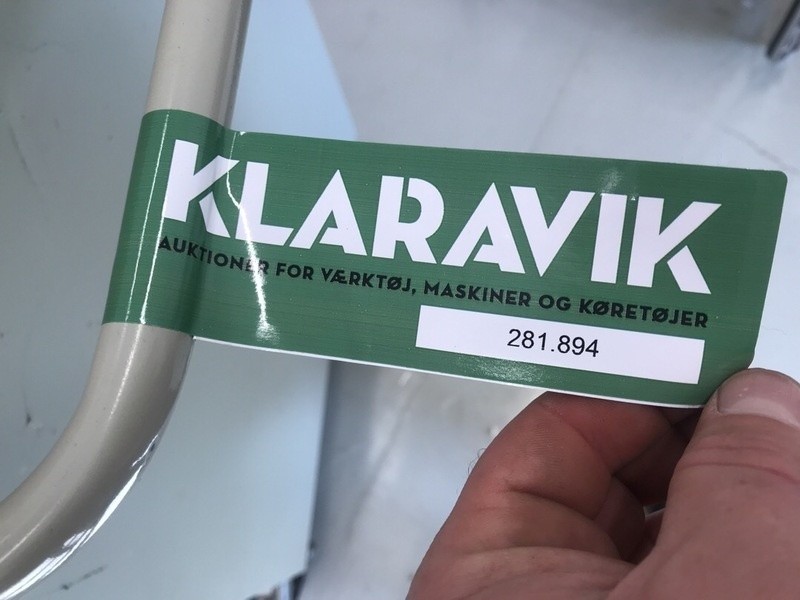 KLARAVIK
AUKTIONER FOR VÆRKTØJ, MASKINER OG KØRETØJER
281.894